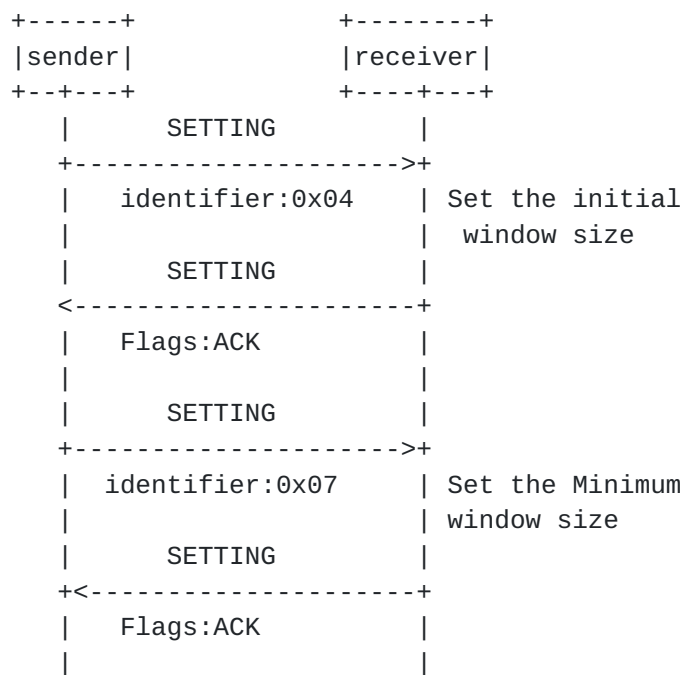 +------+             +--------+
|sender|             |receiver|
+--+---+             +----+---+
   |      SETTING         |
   +--------------------->+
   |   identifier:0x04    | Set the initial
   |                      |  window size
   |      SETTING         |
   <----------------------+
   |   Flags:ACK          |
   |                      |
   |      SETTING         |
   +--------------------->+
   |  identifier:0x07     | Set the Minimum
   |                      | window size
   |      SETTING         |
   +<---------------------+
   |   Flags:ACK          |
   |                      |